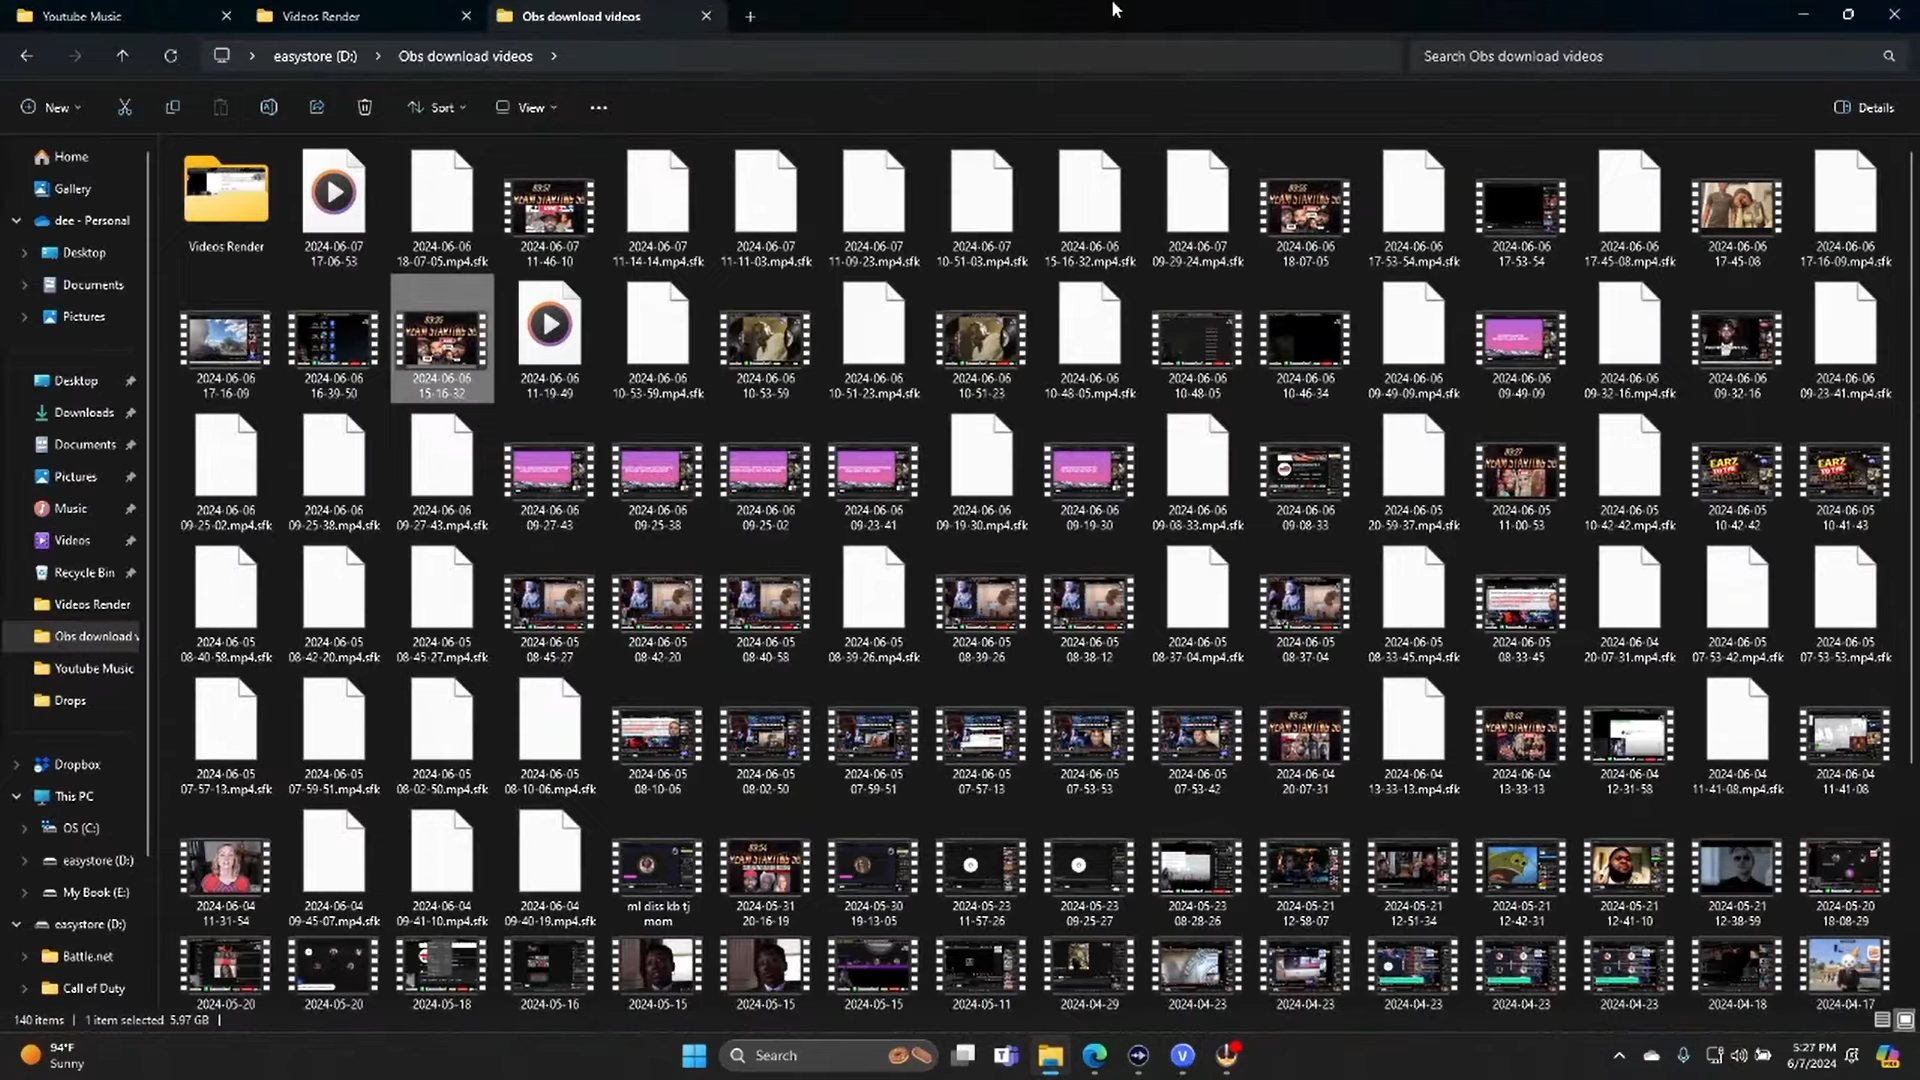 Youtube Music
Videos Render
Obs download videos
easystore (D:)
Obs download videos
Search Obs download videos
New
Sort
View
Details
Home
Gallery
dee - Personal
Desktop
Documents
Pictures
Desktop
Downloads
Documents
Pictures
Music
Videos
Recycle Bin
Videos Render
Obs download v
Youtube Music
Drops
Dropbox
This PC
OS (C:)
easystore (D:)
My Book (E:)
easystore (D:)
Battle.net
Call of Duty
Videos Render
2024-06-07
17-06-53
2024-06-06
18-07-05.mp4.sfk
2024-06-07
11-46-10
2024-06-07
11-14-14.mp4.sfk
2024-06-07
11-11-03.mp4.sfk
2024-06-07
11-09-23.mp4.sfk
2024-06-07
10-51-03.mp4.sfk
2024-06-06
15-16-32.mp4.sfk
2024-06-07
09-29-24.mp4.sfk
2024-06-06
18-07-05
2024-06-06
17-53-54.mp4.sfk
2024-06-06
17-53-54
2024-06-06
17-45-08.mp4.sfk
2024-06-06
17-45-08
2024-06-06
17-16-09.mp4.sfk
2024-06-06
17-16-09
2024-06-06
16-39-50
2024-06-06
15-16-32
2024-06-06
11-19-49
2024-06-06
10-53-59.mp4.sfk
2024-06-06
10-53-59
2024-06-06
10-51-23.mp4.sfk
2024-06-06
10-51-23
2024-06-06
10-48-05.mp4.sfk
2024-06-06
10-48-05
2024-06-06
10-46-34
2024-06-06
09-49-09.mp4.sfk
2024-06-06
09-49-09
2024-06-06
09-32-16.mp4.sfk
2024-06-06
09-32-16
2024-06-06
09-23-41.mp4.sfk
2024-06-06
09-25-02.mp4.sfk
2024-06-06
09-25-38.mp4.sfk
2024-06-06
09-27-43.mp4.sfk
2024-06-06
09-27-43
2024-06-06
09-25-38
2024-06-06
09-25-02
2024-06-06
09-23-41
2024-06-06
09-19-30.mp4.sfk
2024-06-06
09-19-30
2024-06-06
09-08-33.mp4.sfk
2024-06-06
09-08-33
2024-06-05
20-59-37.mp4.sfk
2024-06-05
11-00-53
2024-06-05
10-42-42.mp4.sfk
EARZ
TO THE
2024-06-05
10-42-42
EARZ
TO THE
2024-06-05
10-41-43
2024-06-05
08-40-58.mp4.sfk
2024-06-05
08-42-20.mp4.sfk
2024-06-05
08-45-27.mp4.sfk
2024-06-05
08-45-27
2024-06-05
08-42-20
2024-06-05
08-40-58
2024-06-05
08-39-26.mp4.sfk
2024-06-05
08-39-26
2024-06-05
08-38-12
2024-06-05
08-37-04.mp4.sfk
2024-06-05
08-37-04
2024-06-05
08-33-45.mp4.sfk
2024-06-05
08-33-45
2024-06-04
20-07-31.mp4.sfk
2024-06-05
07-53-42.mp4.sfk
2024-06-05
07-53-53.mp4.sfk
2024-06-05
07-57-13.mp4.sfk
2024-06-05
07-59-51.mp4.sfk
2024-06-05
08-02-50.mp4.sfk
2024-06-05
08-10-06.mp4.sfk
2024-06-05
08-10-06
2024-06-05
08-02-50
2024-06-05
07-59-51
2024-06-05
07-57-13
2024-06-05
07-53-53
2024-06-05
07-53-42
2024-06-04
20-07-31
2024-06-04
13-33-13.mp4.sfk
2024-06-04
13-33-13
2024-06-04
12-31-58
2024-06-04
11-41-08.mp4.sfk
2024-06-04
11-41-08
2024-06-04
11-31-54
2024-06-04
09-45-07.mp4.sfk
2024-06-04
09-41-10.mp4.sfk
2024-06-04
09-40-19.mp4.sfk
ml diss kb tj
mom
2024-05-31
20-16-19
2024-05-30
19-13-05
2024-05-23
11-57-26
2024-05-23
09-25-27
2024-05-23
08-28-26
2024-05-21
12-58-07
2024-05-21
12-51-34
2024-05-21
12-42-31
2024-05-21
12-41-10
2024-05-21
12-38-59
2024-05-20
18-08-29
2024-05-20
2024-05-20
2024-05-18
2024-05-16
2024-05-15
2024-05-15
2024-05-15
2024-05-11
2024-04-29
2024-04-23
2024-04-23
2024-04-23
2024-04-23
2024-04-23
2024-04-18
2024-04-17
140 items
1 item selected 5.97 GB
94°F
Sunny
Search
5:27 PM
6/7/2024